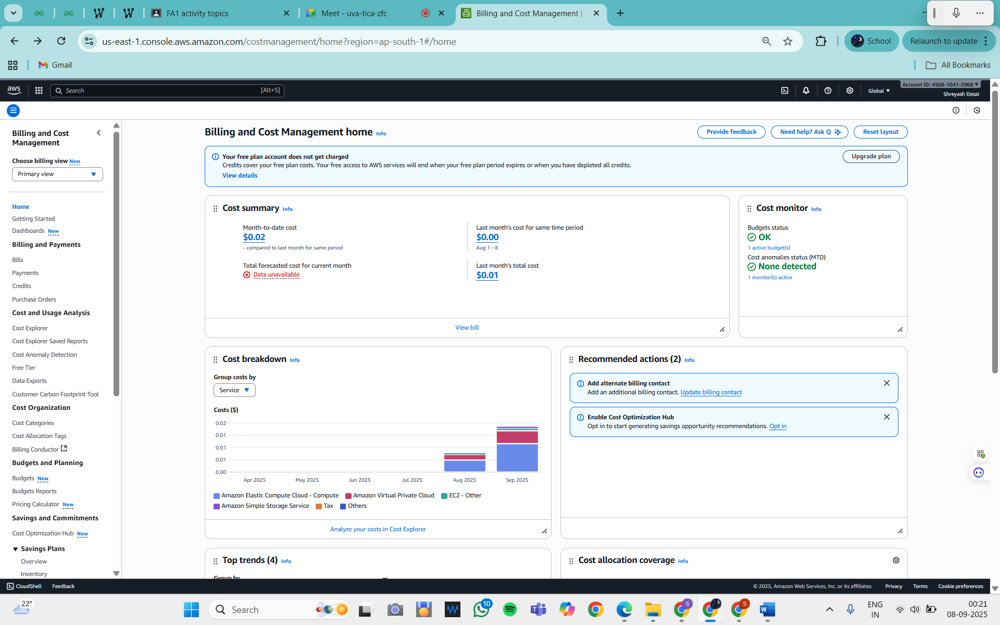 FA1 activity topics
Meet - uva-tica-zfc
Billing and Cost Management |
us-east-1.console.aws.amazon.com/costmanagement/home?region=ap-south-1#/home
School
Relaunch to update
Gmail
All Bookmarks
aws
Search
[Alt+S]
Global
Account ID: 4568-1041-2968
Shreyash Desai
Billing and Cost Management
Choose billing view New
Primary view
Home
Getting Started
Dashboards New
Billing and Payments
Bills
Payments
Credits
Purchase Orders
Cost and Usage Analysis
Cost Explorer
Cost Explorer Saved Reports
Cost Anomaly Detection
Free Tier
Data Exports
Customer Carbon Footprint Tool
Cost Organization
Cost Categories
Cost Allocation Tags
Billing Conductor
Budgets and Planning
Budgets New
Budgets Reports
Pricing Calculator New
Savings and Commitments
Cost Optimization Hub New
Savings Plans
Overview
Inventory
Billing and Cost Management home Info
Provide feedback
Need help? Ask Q
Reset layout
Your free plan account does not get charged
Credits cover your free plan costs. Your free access to AWS services will end when your free plan period expires or when you have depleted all credits.
View details
Upgrade plan
Cost summary Info
Month-to-date cost
$0.02
- compared to last month for same period
Last month's cost for same time period
$0.00
Aug 1 – 8
Total forecasted cost for current month
Data unavailable
Last month's total cost
$0.01
View bill
Cost monitor Info
Budgets status
OK
1 active budget(s)
Cost anomalies status (MTD)
None detected
1 monitor(s) active
Cost breakdown Info
Group costs by
Service
Costs ($)
0.02
0.01
0.01
0.01
0.00
Apr 2025
May 2025
Jun 2025
Jul 2025
Aug 2025
Sep 2025
Amazon Elastic Compute Cloud - Compute
Amazon Virtual Private Cloud
EC2 - Other
Amazon Simple Storage Service
Tax
Others
Analyze your costs in Cost Explorer
Recommended actions (2) Info
Add alternate billing contact
Add an additional billing contact. Update billing contact
Enable Cost Optimization Hub
Opt in to start generating savings opportunity recommendations. Opt in
Top trends (4) Info
Group by
Cost allocation coverage Info
CloudShell
Feedback
© 2025, Amazon Web Services, Inc. or its affiliates.
Privacy
Terms
Cookie preferences
22°
Search
10
S
S
ENG
IN
00:21
08-09-2025